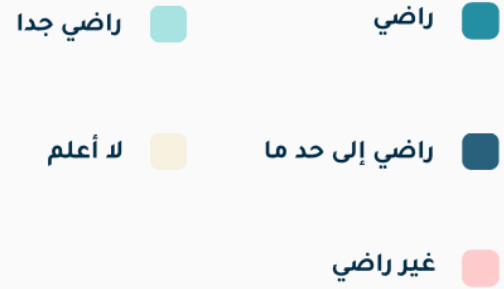 راضي
راضي جدا
راضي إلى حد ما
لا أعلم
غير راضي